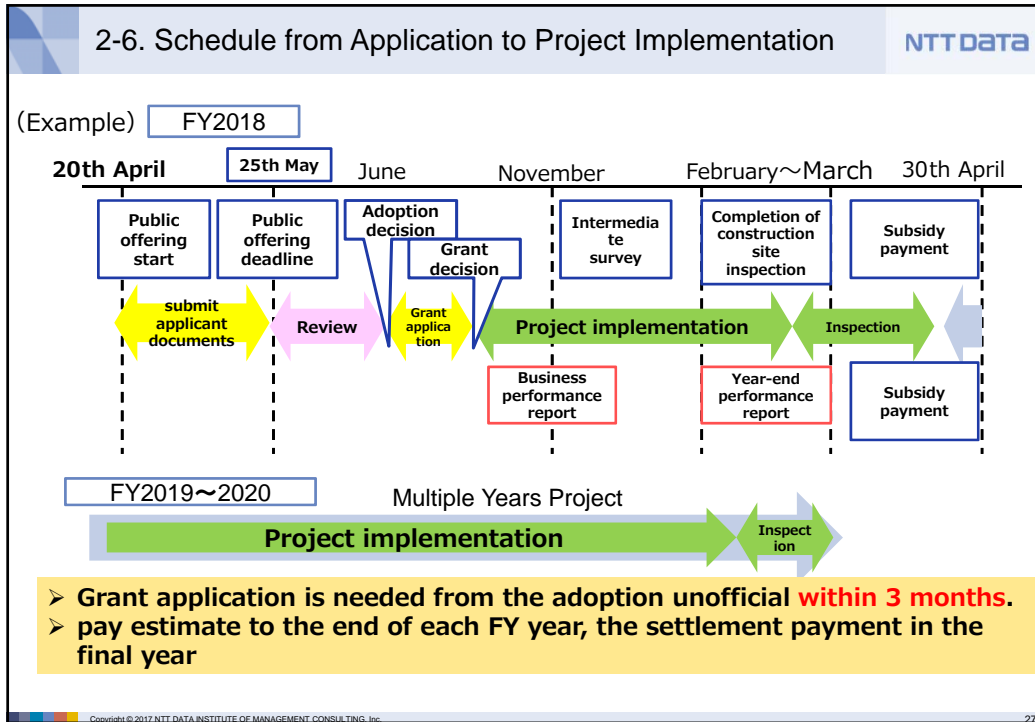 2-6. Schedule from Application to Project Implementation
NTT DATA
（Example）
FY2018
20th April
25th May
June
November
February～March
30th April
Public
offering
start
Public
offering
deadline
Adoption
decision
Grant
decision
Intermedia
te
survey
Completion of
construction
site
inspection
Subsidy
payment
submit
applicant
documents
Review
Grant
applica
tion
Project implementation
Inspection
Business
performance
report
Year-end
performance
report
Subsidy
payment
FY2019～2020
Multiple Years Project
Project implementation
Inspect
ion
➢ Grant application is needed from the adoption unofficial within 3 months.
➢ pay estimate to the end of each FY year, the settlement payment in the
final year
Copyright © 2017 NTT DATA INSTITUTE OF MANAGEMENT CONSULTING, Inc.